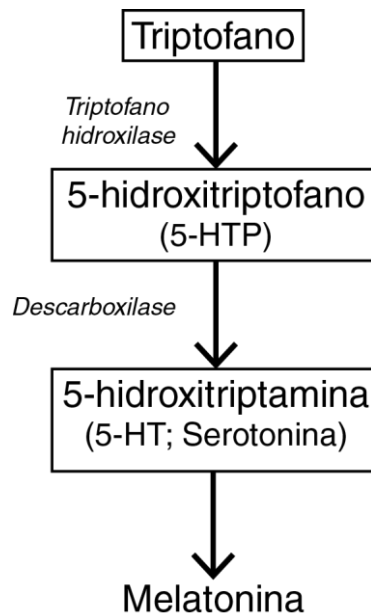 Triptofano
Triptofano
hidroxilase
5-hidroxitriptofano
(5-HTP)
Descarboxilase
5-hidroxitriptamina
(5-HT; Serotonina)
Melatonina